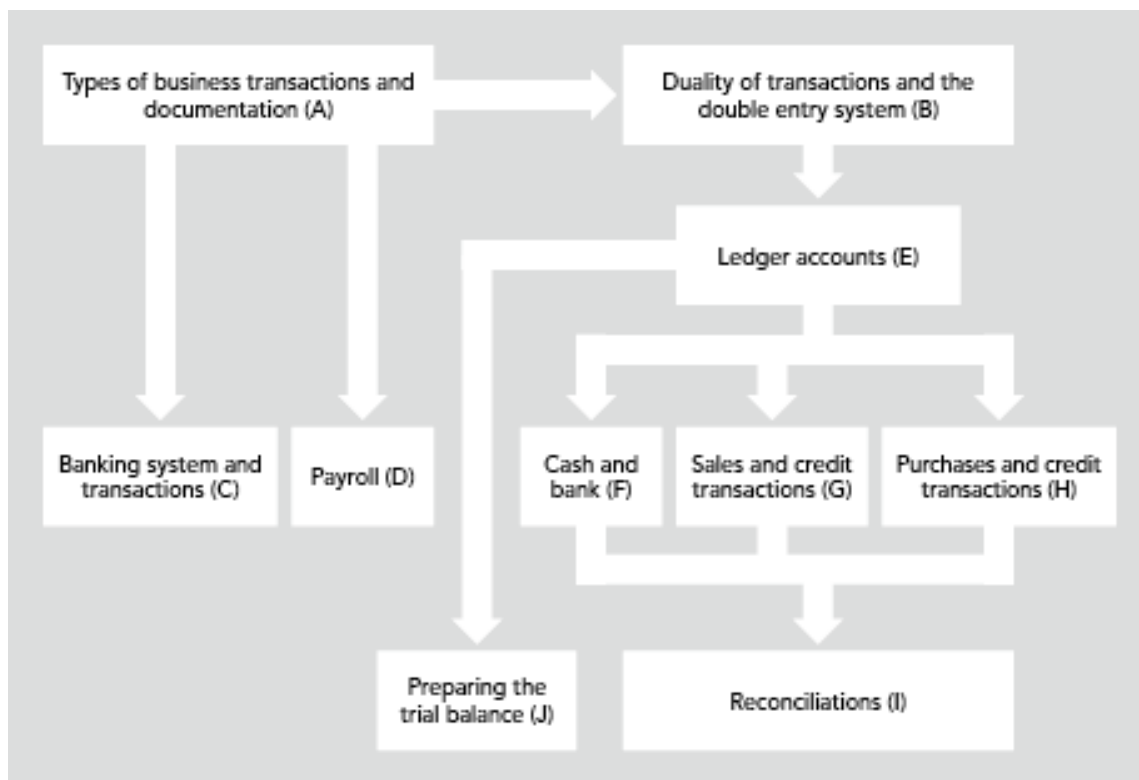 Types of business transactions and
documentation (A)
Duality of transactions and the
double entry system (B)
Ledger accounts (E)
Banking system and
transactions (C)
Payroll (D)
Cash and
bank (F)
Sales and credit
transactions (G)
Purchases and credit
transactions (H)
Preparing the
trial balance (J)
Reconciliations (I)